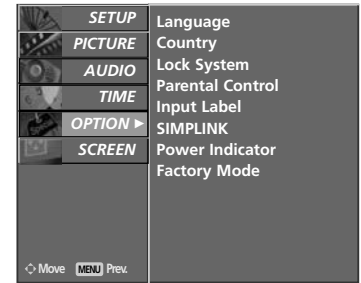 SETUP
PICTURE
AUDIO
TIME
OPTION ►
SCREEN
Move MENU Prev.
Language
Country
Lock System
Parental Control
Input Label
SIMPLINK
Power Indicator
Factory Mode